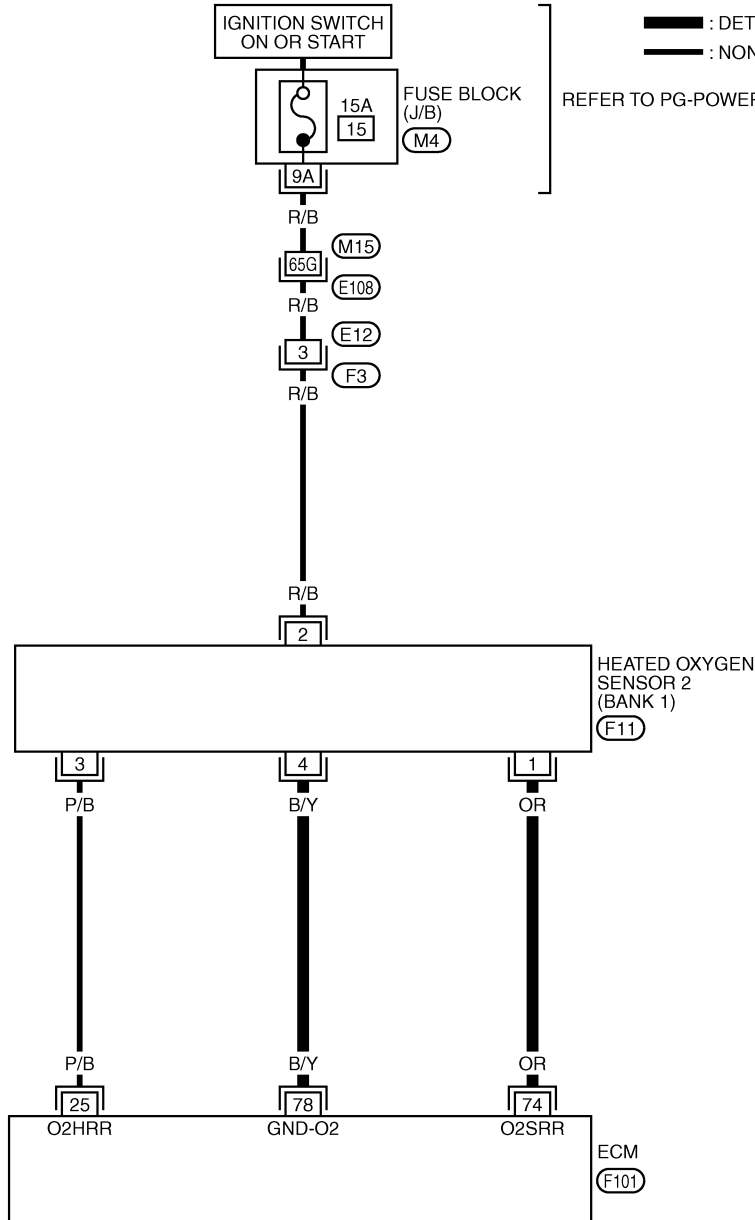 IGNITION SWITCH
ON OR START
: DET
: NON
REFER TO PG-POWER
15A
15
FUSE BLOCK
(J/B)
M4
9A
R/B
M15
65G
E108
R/B
E12
3
F3
R/B
R/B
2
HEATED OXYGEN
SENSOR 2
(BANK 1)
F11
3 4 1
P/B B/Y OR
P/B B/Y OR
25 78 74
O2HRR GND-O2 O2SRR
ECM
F101